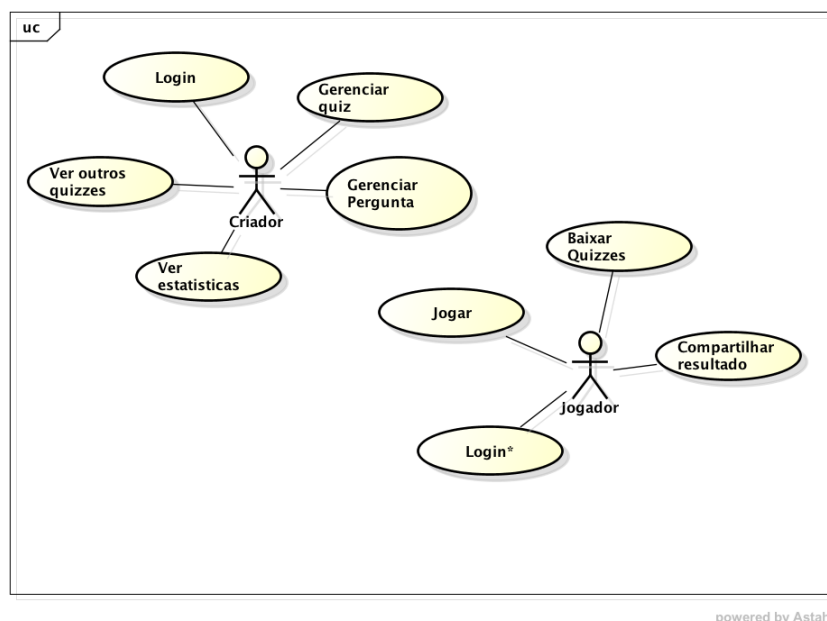 uc
Login
Gerenciar
quiz
Ver outros
quizzes
Gerenciar
Pergunta
Criador
Ver
estatisticas
Baixar
Quizzes
Jogar
Compartilhar
resultado
Jogador
Login*
powered by Astah